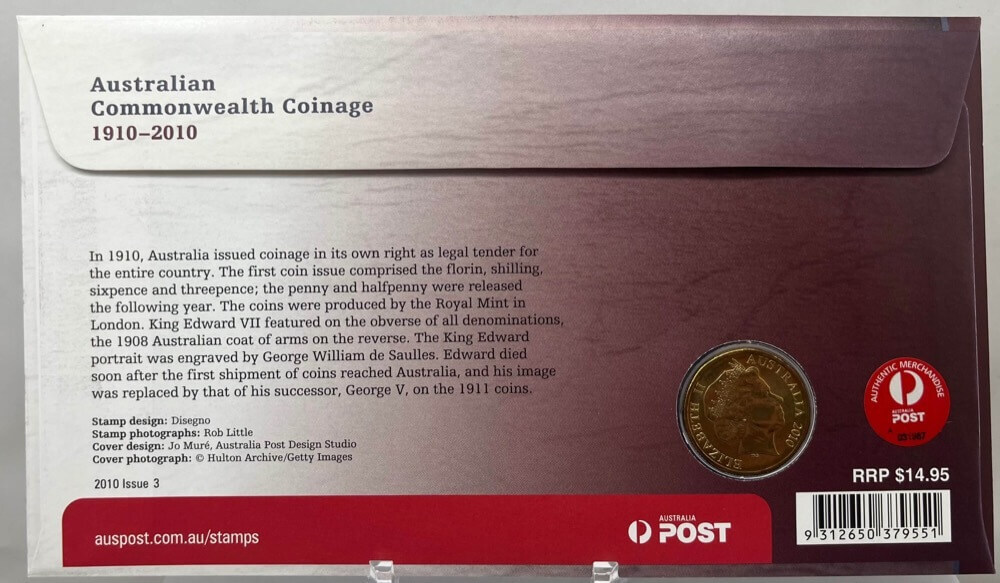 Australian
Commonwealth Coinage
1910–2010
In 1910, Australia issued coinage in its own right as legal tender for
the entire country. The first coin issue comprised the florin, shilling,
sixpence and threepence; the penny and halfpenny were released
the following year. The coins were produced by the Royal Mint in
London. King Edward VII featured on the obverse of all denominations,
the 1908 Australian coat of arms on the reverse. The King Edward
portrait was engraved by George William de Saulles. Edward died
soon after the first shipment of coins reached Australia, and his image
was replaced by that of his successor, George V, on the 1911 coins.
Stamp design: Disegno
Stamp photographs: Rob Little
Cover design: Jo Muré, Australia Post Design Studio
Cover photograph: © Hulton Archive/Getty Images
2010 Issue 3
ELIZABETH II AUSTRALIA 2010
AUTHENTIC MERCHANDISE
AUSTRALIA
POST
RRP $14.95
9 312650 379551
auspost.com.au/stamps
AUSTRALIA
POST